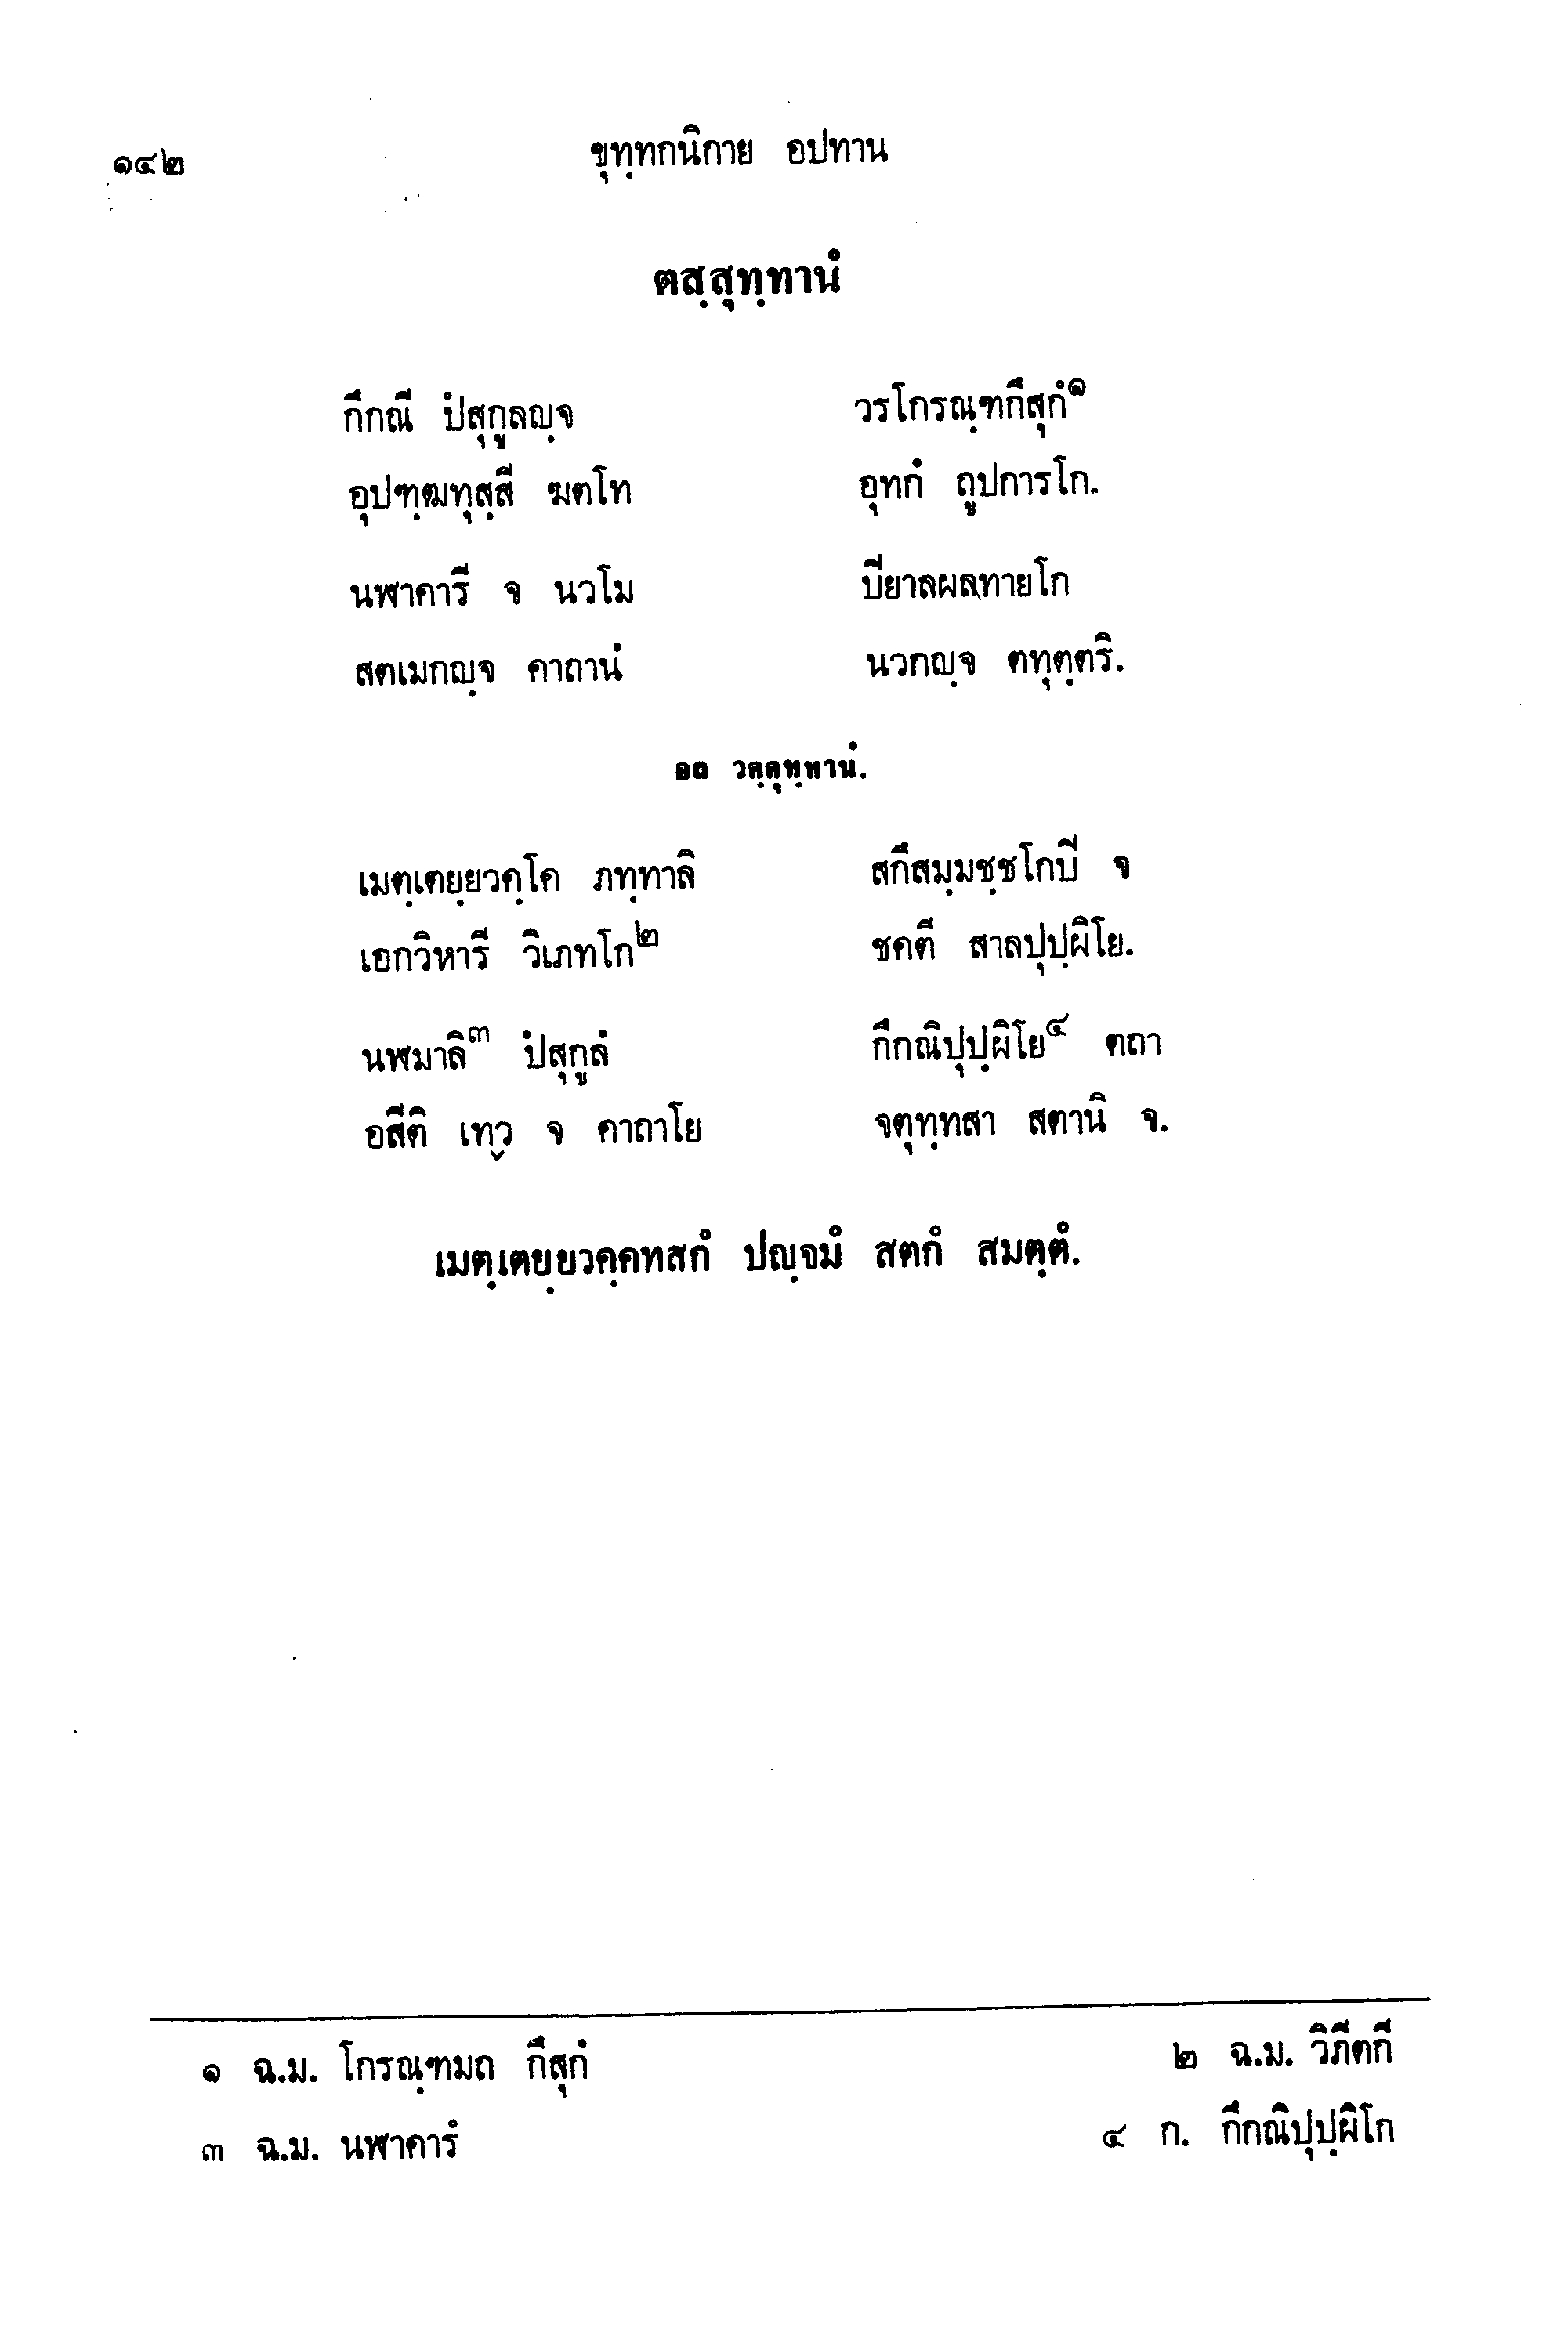 ๑๔๒ ขุทฺทกนิกาย อปทาน
ตสฺสุทฺทานํ
กึกณี ปํสุกูลญฺจ วรโกรณฺฑกึสุกํ๑
อุปฑฺฒทุสฺสี ฆตโท อุทกํ ถูปการโก.
นฬาคารี จ นวโม ปิยาลผลทายโก
สตเมกญฺจ คาถานํ นวกญฺจ ตทุตฺตริ.
๑๐ วคฺคุทฺทานํ.
เมตฺเตยฺยวคฺโค ภทฺทาลิ สกึสมฺมชฺชโกปิ จ
เอกวิหารี วิเภทโก๒ ชคตี สาลปุปฺผิโย.
นฬมาลิ๓ ปํสุกูลํ กึกณิปุปฺผิโย๔ ตถา
อสีติ เทฺว จ คาถาโย จตุทฺทสา สตานิ จ.
เมตฺเตยฺยวคฺคทสกํ ปญฺจมํ สตกํ สมตฺตํ.
๑ ฉ.ม. โกรณฺฑมถ กึสุกํ ๒ ฉ.ม. วิภีตกี
๓ ฉ.ม. นฬาคารํ ๔ ก. กึกณิปุปฺผิโก